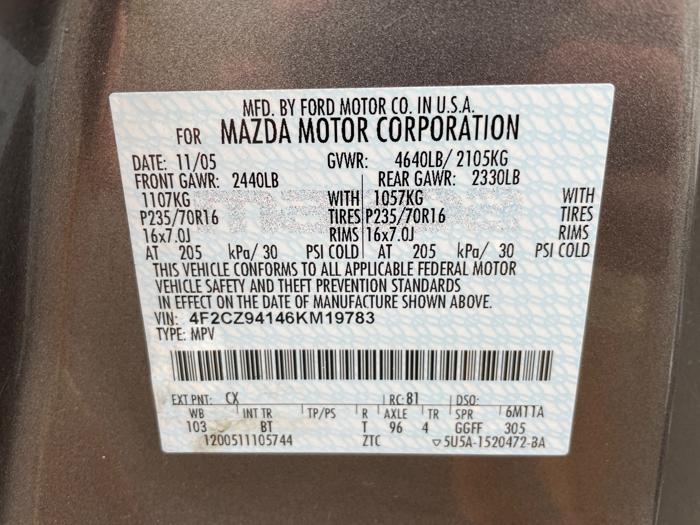 MFD. BY FORD MOTOR CO. IN U.S.A.
FOR MAZDA MOTOR CORPORATION
DATE: 11/05 GVWR: 4640LB/ 2105KG
FRONT GAWR: 2440LB REAR GAWR: 2330LB
1107KG WITH 1057KG WITH
P235/70R16 TIRES P235/70R16 TIRES
16x7.0J RIMS 16x7.0J RIMS
AT 205 kPa/ 30 PSI COLD AT 205 kPa/ 30 PSI COLD
THIS VEHICLE CONFORMS TO ALL APPLICABLE FEDERAL MOTOR
VEHICLE SAFETY AND THEFT PREVENTION STANDARDS
IN EFFECT ON THE DATE OF MANUFACTURE SHOWN ABOVE.
VIN: 4F2CZ94146KM19783
TYPE: MPV
EXT PNT: CX RC: 81 DSO:
WB INT TR TP/PS R AXLE TR SPR 6M11A
103 BT T 96 4 GGFF 305
1200511105744 ZTC ▽5U5A-1520472-BA